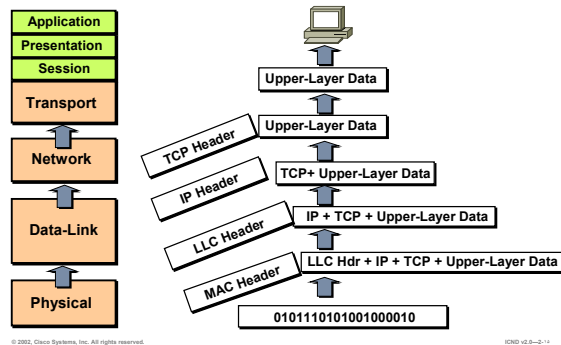 Application
Presentation
Session
Transport
Network
Data-Link
Physical
Upper-Layer Data
TCP Header
Upper-Layer Data
IP Header
TCP+ Upper-Layer Data
LLC Header
IP + TCP + Upper-Layer Data
MAC Header
LLC Hdr + IP + TCP + Upper-Layer Data
0101110101001000010
© 2002, Cisco Systems, Inc. All rights reserved.
ICND v2.0—2-14